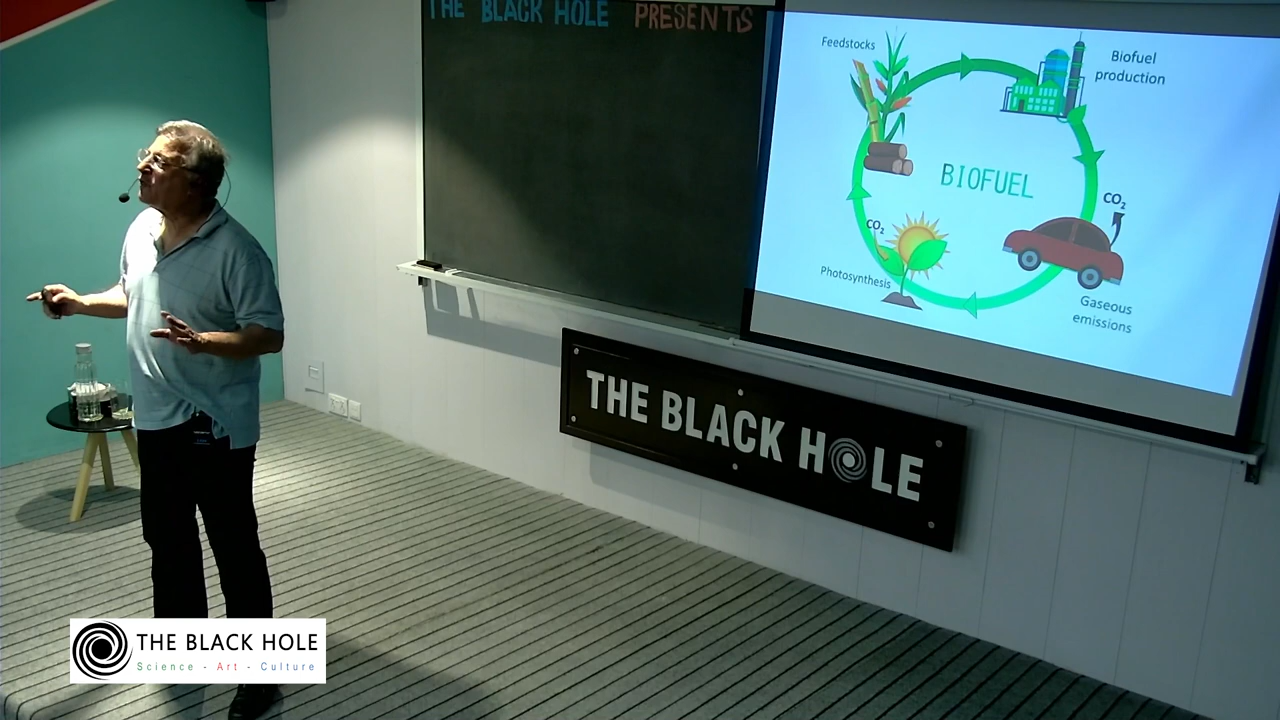 THE BLACK HOLE PRESENTS
Feedstocks
Biofuel
production
BIOFUEL
CO₂
CO₂
Photosynthesis
Gaseous
emissions
THE BLACK HOLE
THE BLACK HOLE
Science - Art - Culture